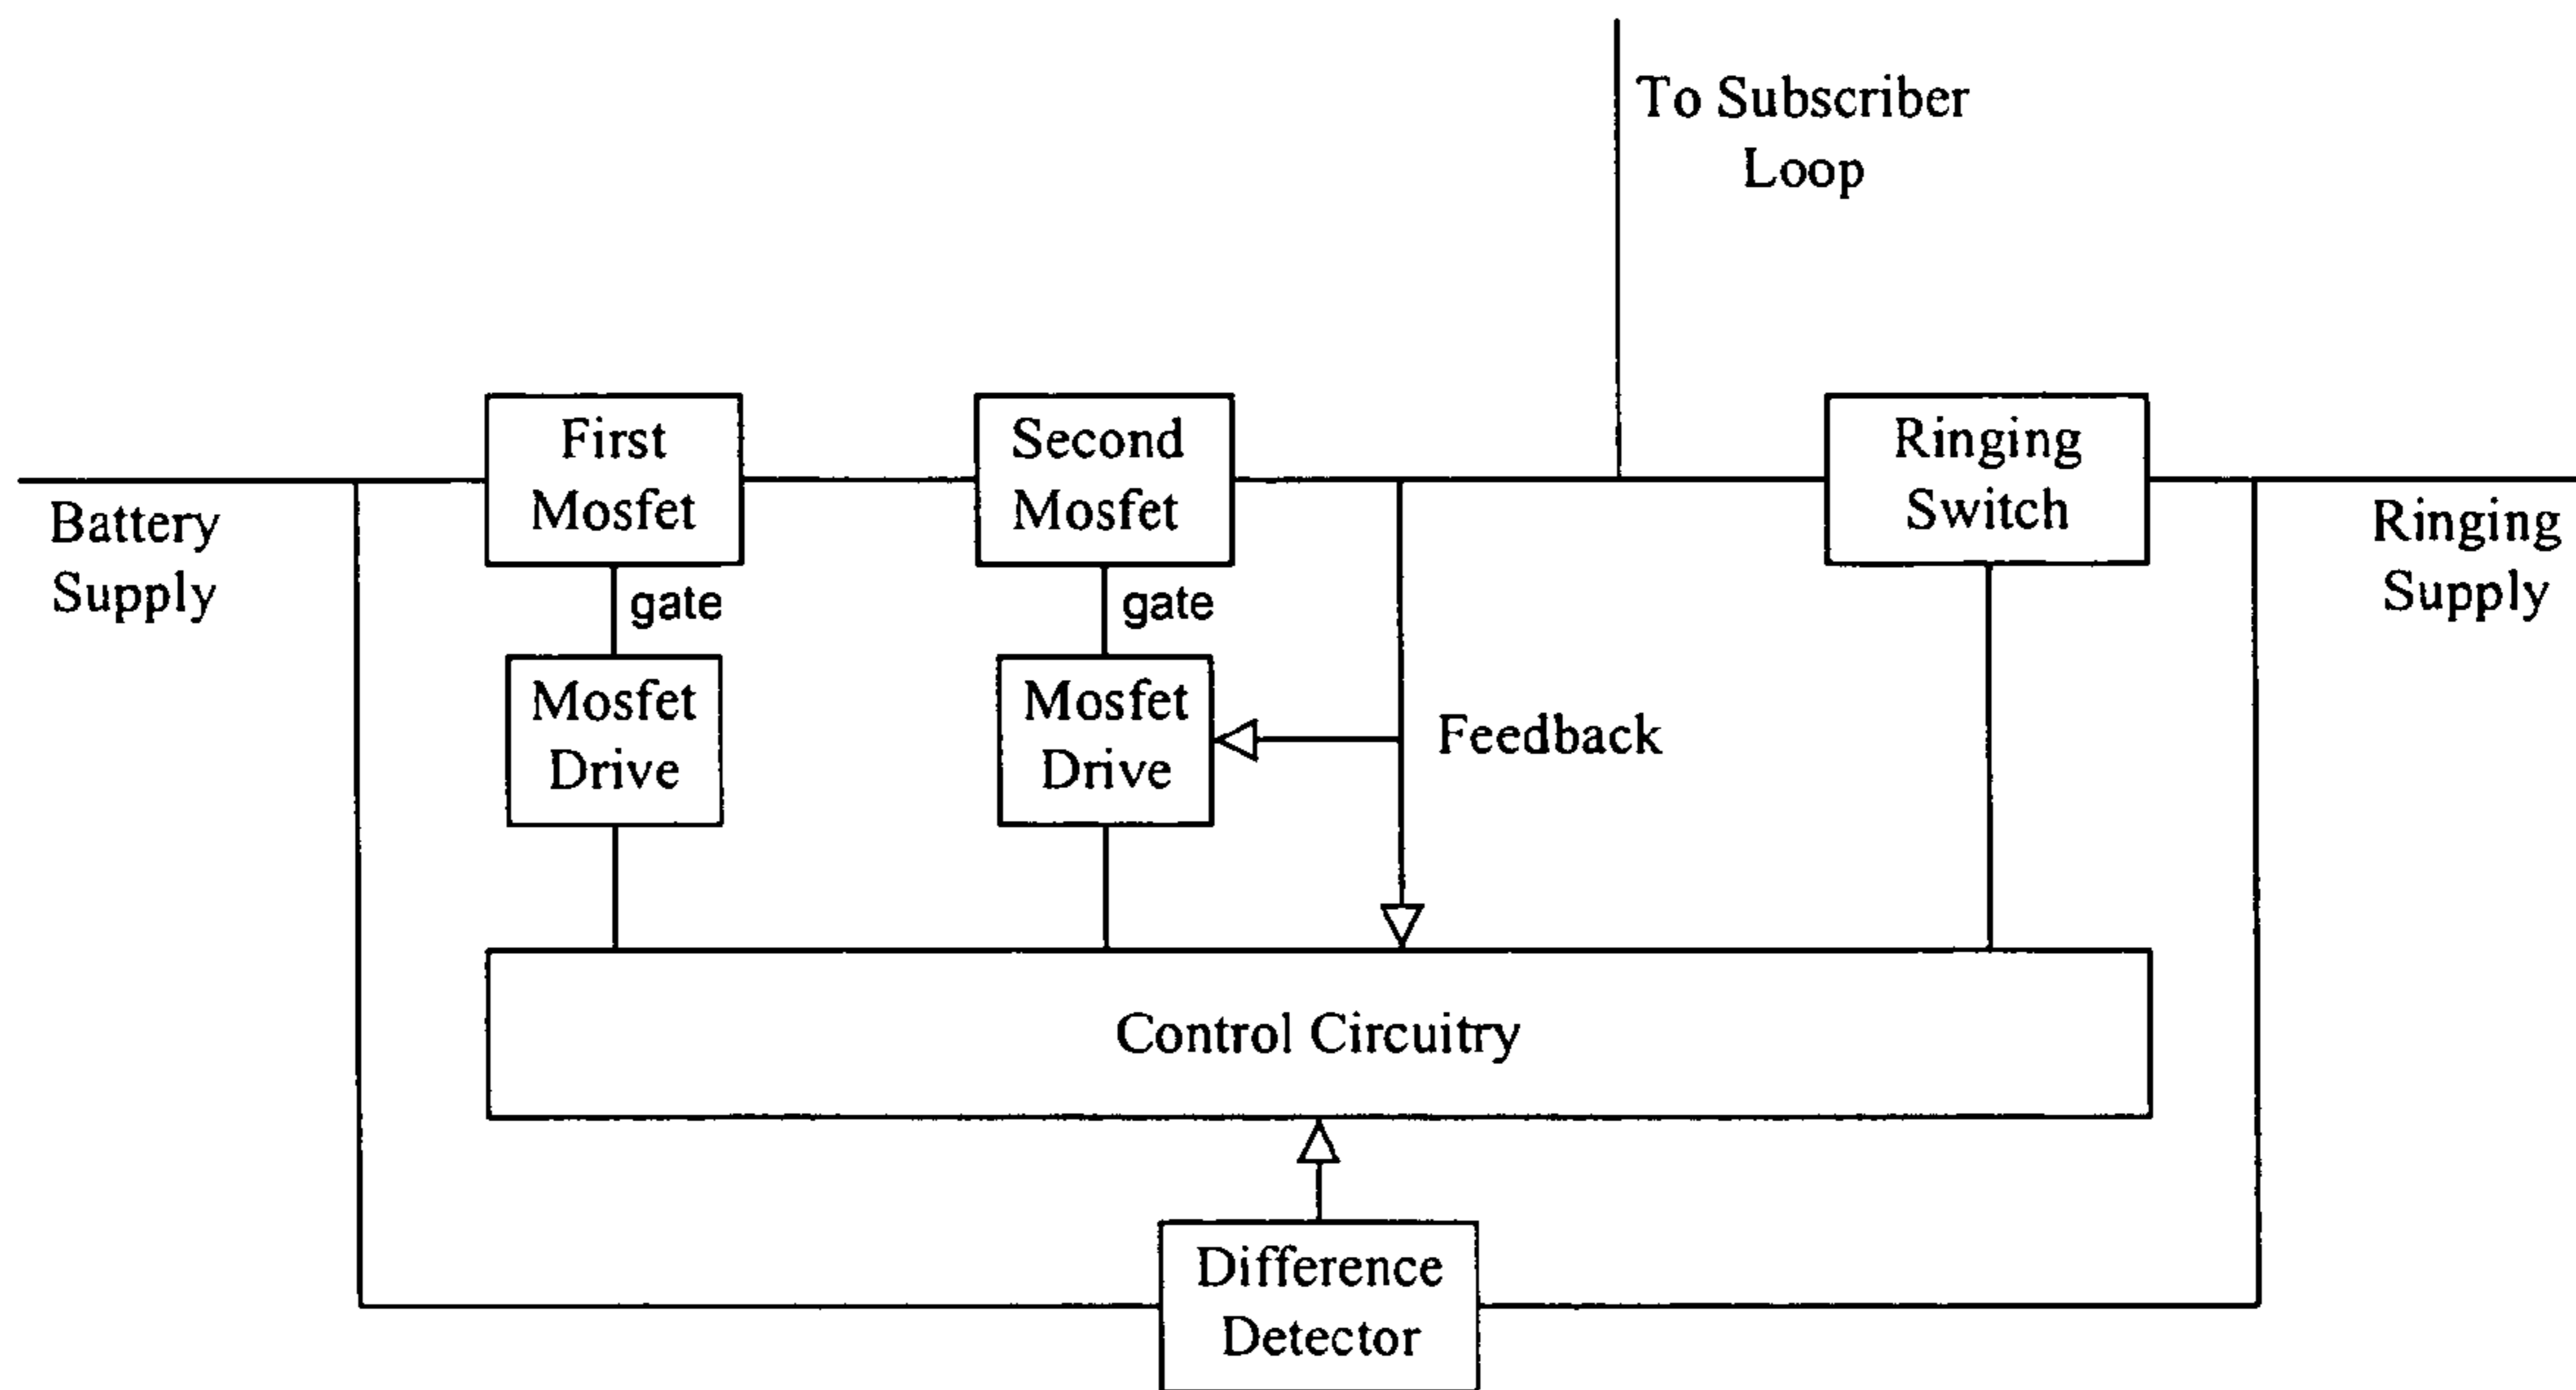 To Subscriber
Loop
First
Mosfet
Second
Mosfet
Ringing
Switch
Battery
Supply
Ringing
Supply
gate
gate
Mosfet
Drive
Mosfet
Drive
Feedback
Control Circuitry
Difference
Detector